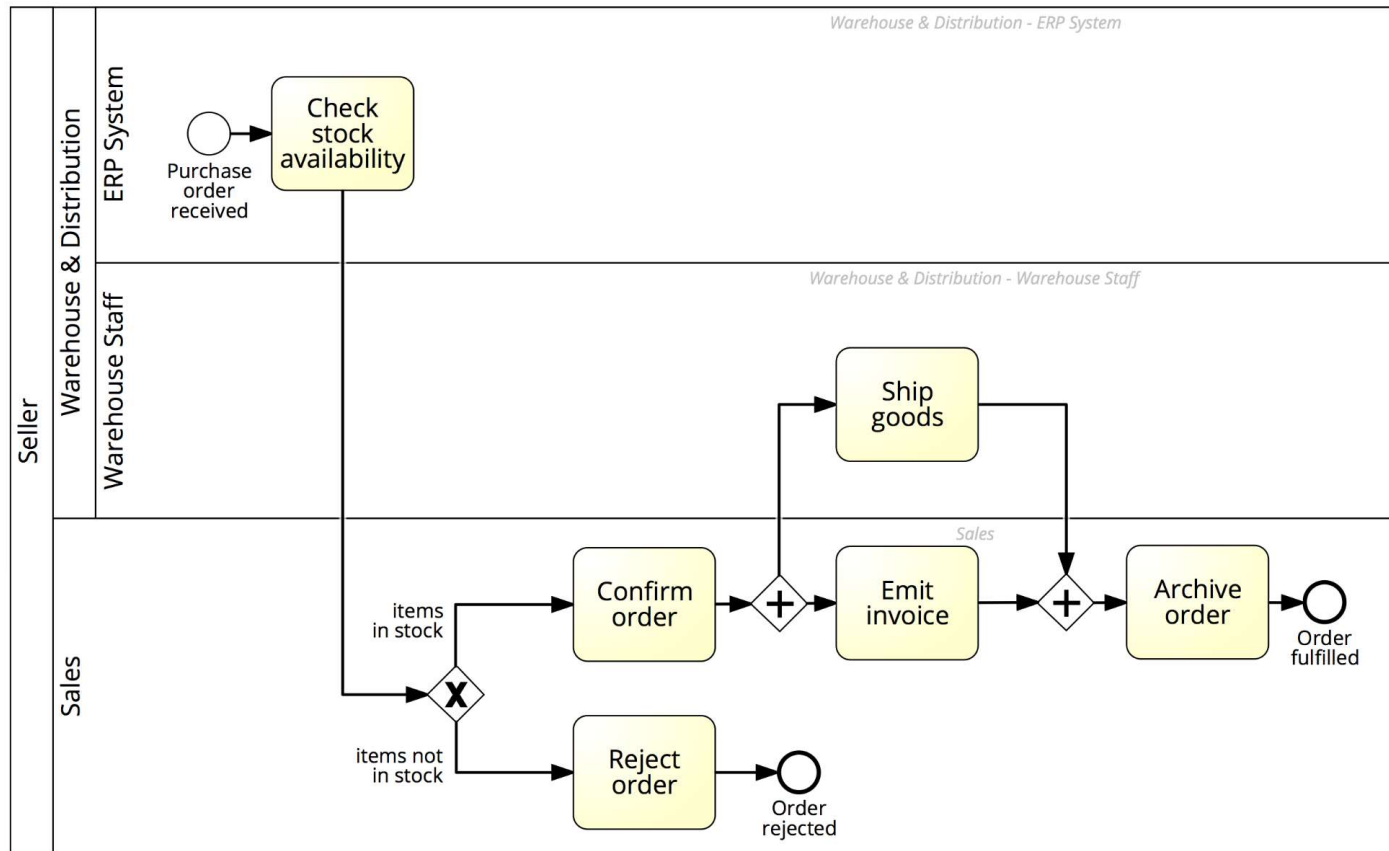 Seller
Warehouse & Distribution
ERP System
Warehouse & Distribution - ERP System
Purchase
order
received
Check
stock
availability
Warehouse Staff
Warehouse & Distribution - Warehouse Staff
Ship
goods
Sales
Sales
items
in stock
items not
in stock
X
Confirm
order
Emit
invoice
Archive
order
Order
fulfilled
Reject
order
Order
rejected